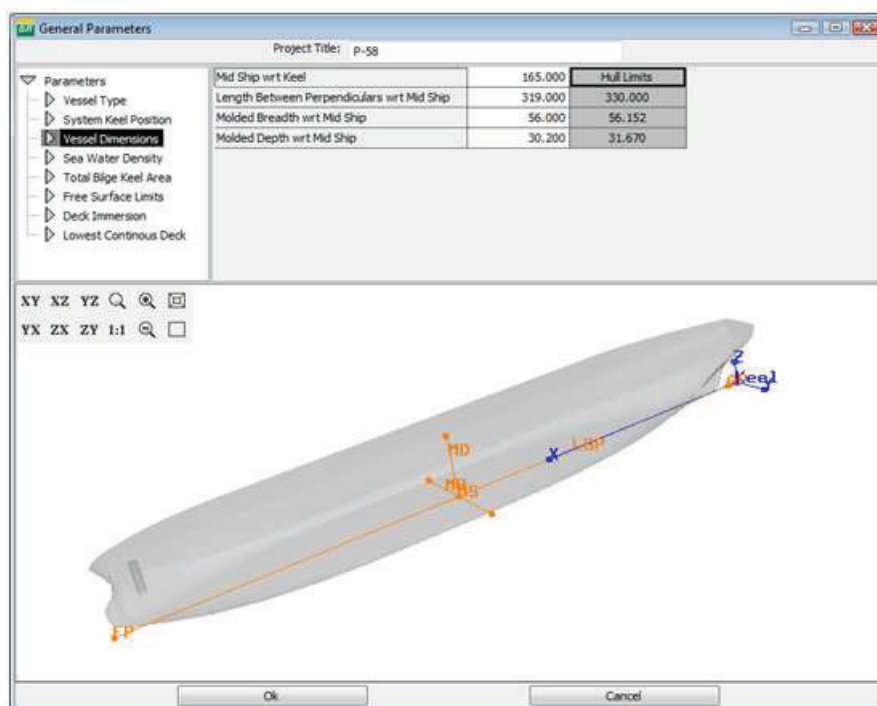 BR General Parameters
Project Title: P-58
Parameters
Vessel Type
System Keel Position
Vessel Dimensions
Sea Water Density
Total Bilge Keel Area
Free Surface Limits
Deck Immersion
Lowest Continous Deck
Mid Ship wrt Keel 165.000 Hull Limits
Length Between Perpendiculars wrt Mid Ship 319.000 330.000
Molded Breadth wrt Mid Ship 56.000 56.152
Molded Depth wrt Mid Ship 30.200 31.670
XY XZ YZ
YX ZX ZY 1:1
Z
Keel
MD
X LBP
MB
MS
FP
Ok Cancel